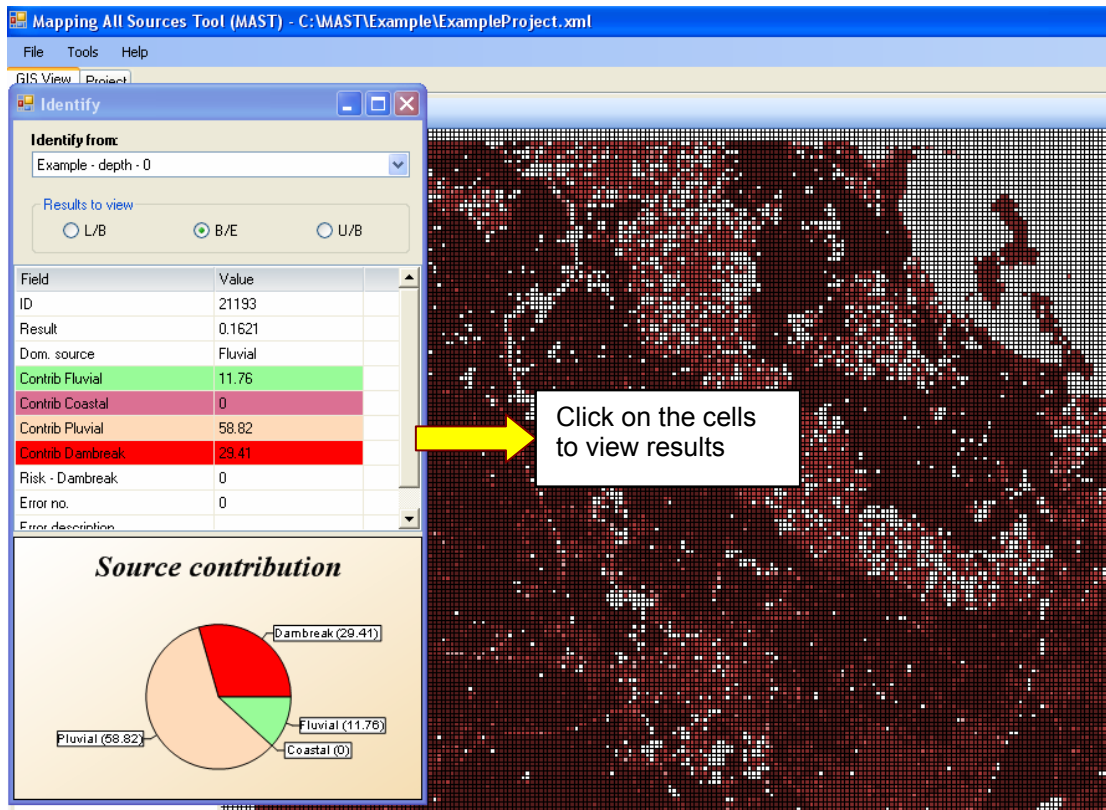 Mapping All Sources Tool (MAST) - C:\MAST\Example\ExampleProject.xml
File Tools Help
GIS View Project
Identify
Identify from:
Example - depth - 0
Results to view
L/B B/E U/B
Field Value
ID 21193
Result 0.1621
Dom. source Fluvial
Contrib Fluvial 11.76
Contrib Coastal 0
Contrib Pluvial 58.82
Contrib Dambreak 29.41
Risk - Dambreak 0
Error no. 0
Error description
Click on the cells
to view results
Source contribution
Dambreak (29.41)
Fluvial (11.76)
Pluvial (58.82)
Coastal (0)